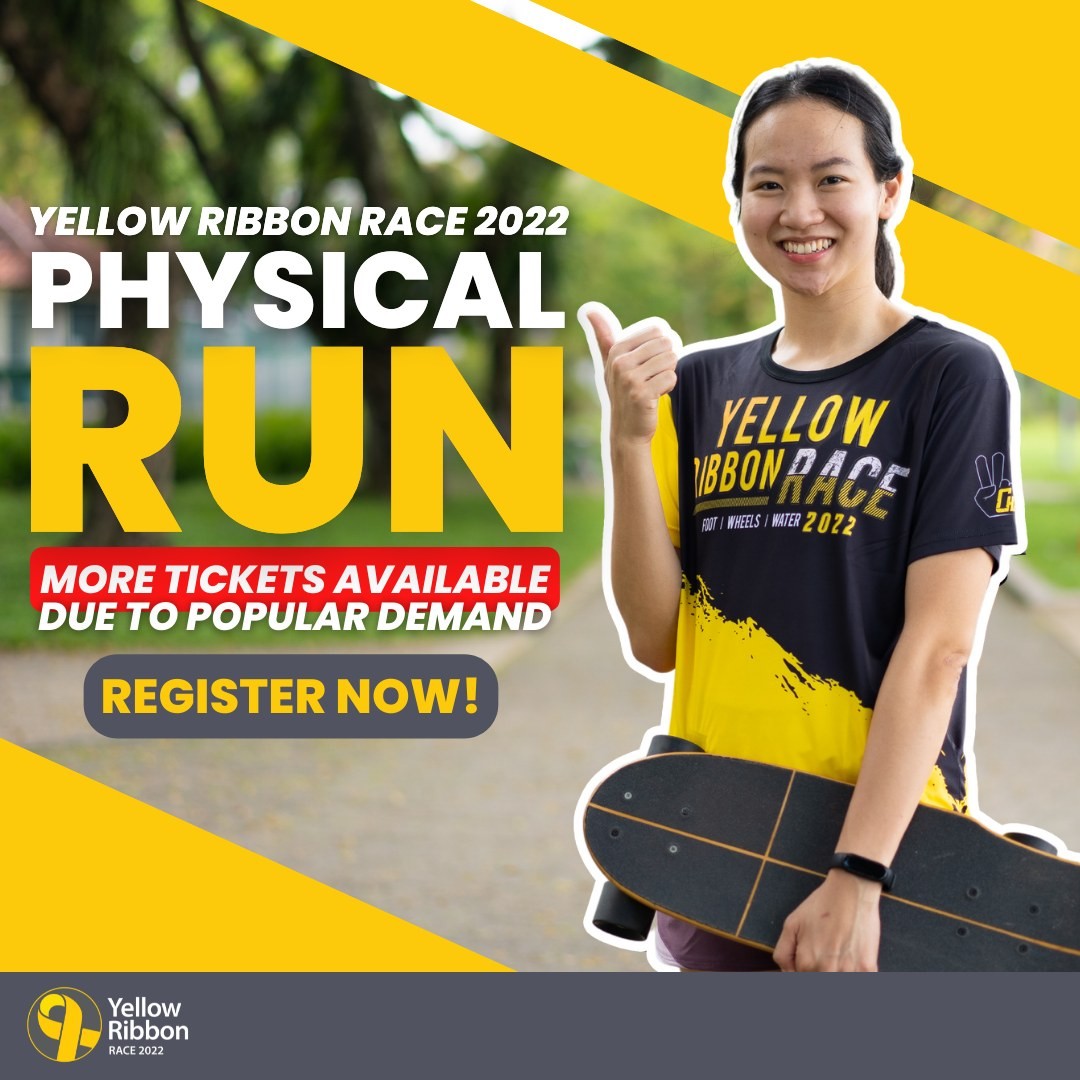 YELLOW RIBBON RACE 2022
PHYSICAL
RUN
MORE TICKETS AVAILABLE
DUE TO POPULAR DEMAND
REGISTER NOW!
YELLOW
RIBBON RACE
FOOT | WHEELS | WATER 2022
Yellow
Ribbon
RACE 2022